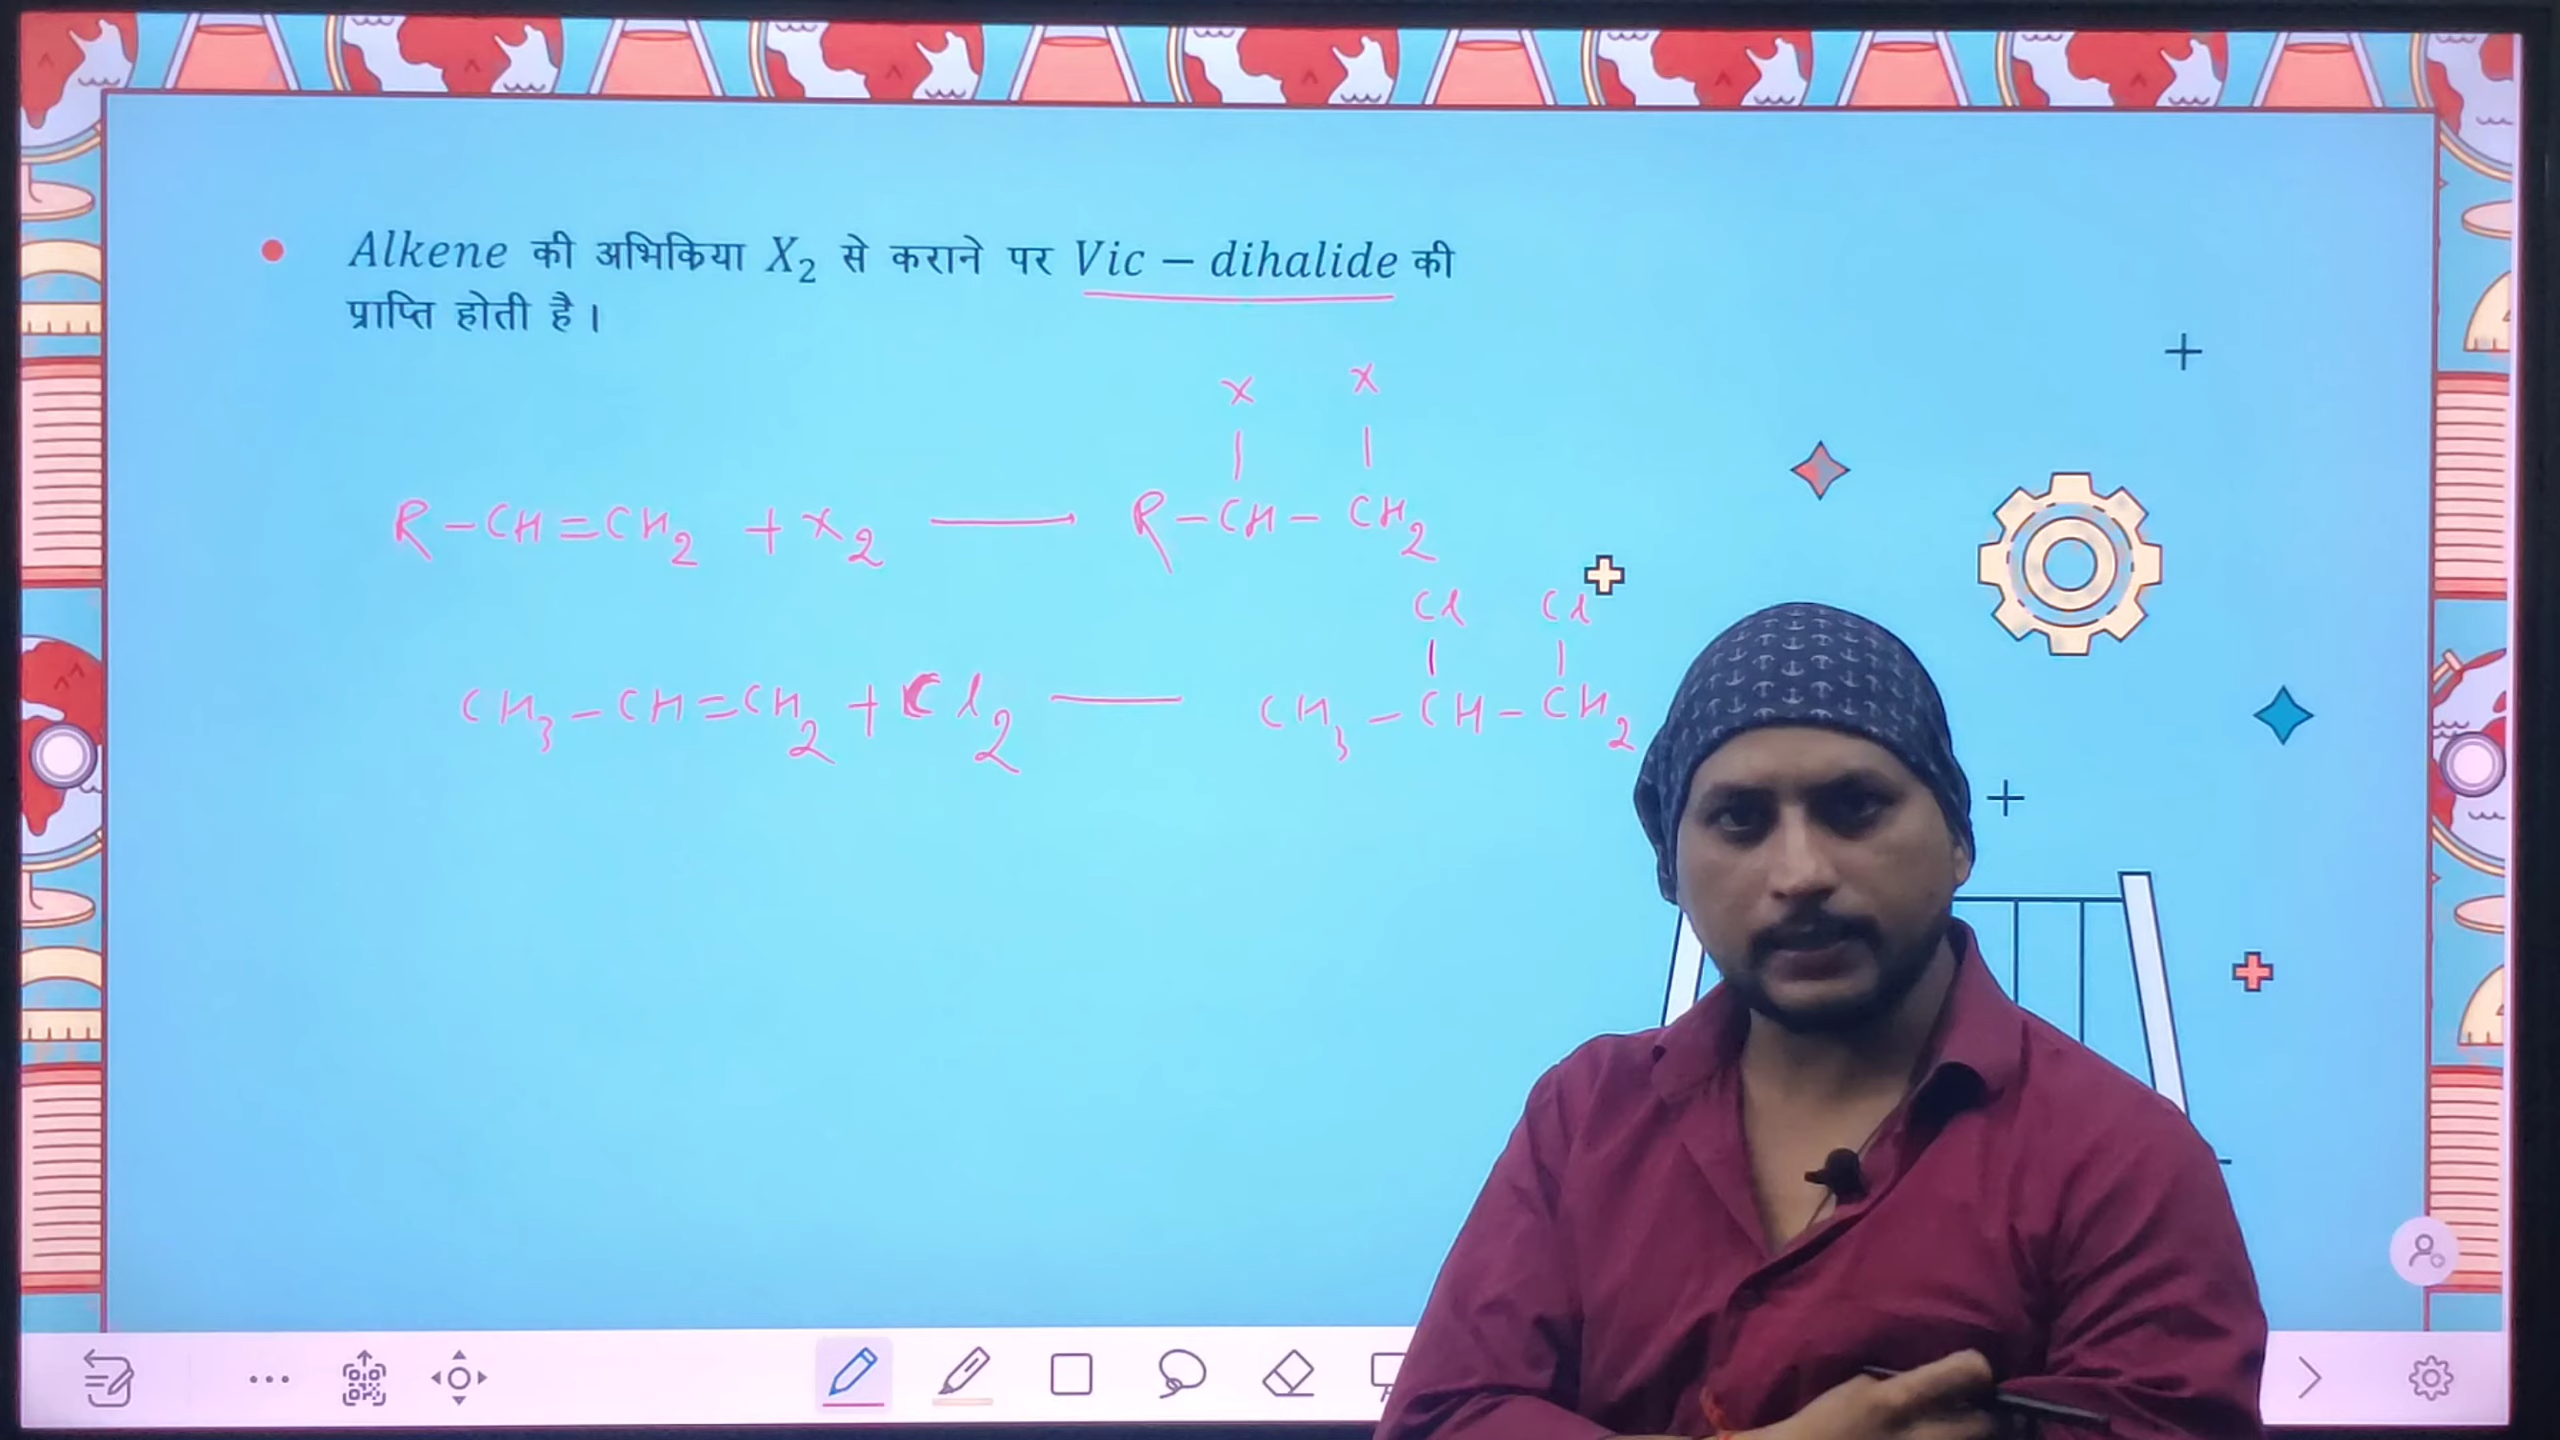 Alkene की अभिकिया X₂ से कराने पर Vic – dihalide की
प्राप्ति होती है ।
X X
R – CH = CH₂ + X₂ ⟶ R – CH – CH₂
Cl Cl
CH₃ – CH = CH₂ + Cl₂ — CH₃ – CH – CH₂